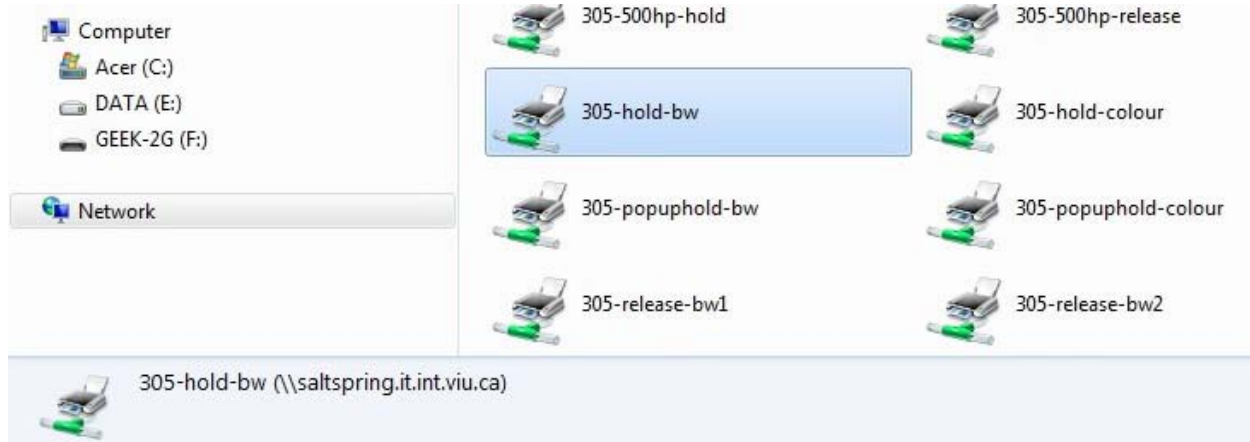 Computer
Acer (C:)
DATA (E:)
GEEK-2G (F:)
Network
305-500hp-hold
305-500hp-release
305-hold-bw
305-hold-colour
305-popuphold-bw
305-popuphold-colour
305-release-bw1
305-release-bw2
305-hold-bw (\\saltspring.it.int.viu.ca)